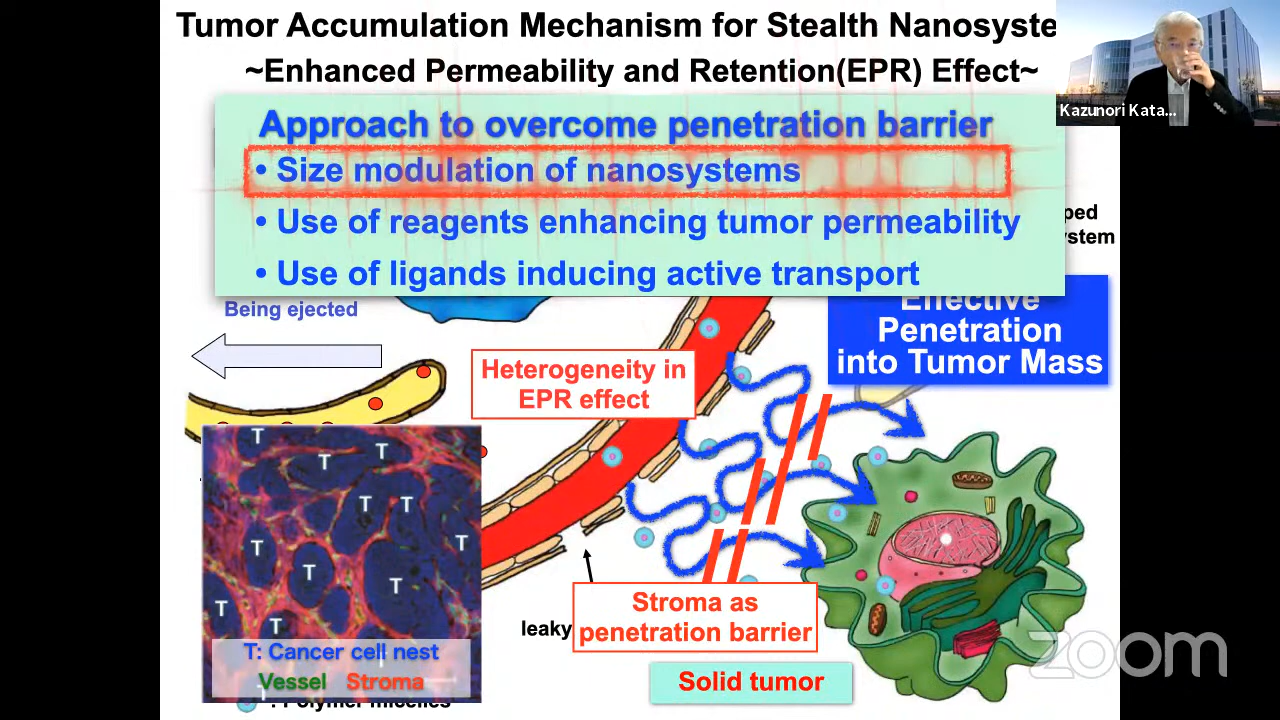 Tumor Accumulation Mechanism for Stealth Nanosyste
~Enhanced Permeability and Retention(EPR) Effect~
Kazunori Kata...
Approach to overcome penetration barrier
• Size modulation of nanosystems
• Use of reagents enhancing tumor permeability
• Use of ligands inducing active transport
Being ejected
Effective
Penetration
into Tumor Mass
Heterogeneity in
EPR effect
T T T
T T
T T T T
T T
T: Cancer cell nest
Vessel Stroma
: Polymer micelles
leaky
Stroma as
penetration barrier
Solid tumor
zoom